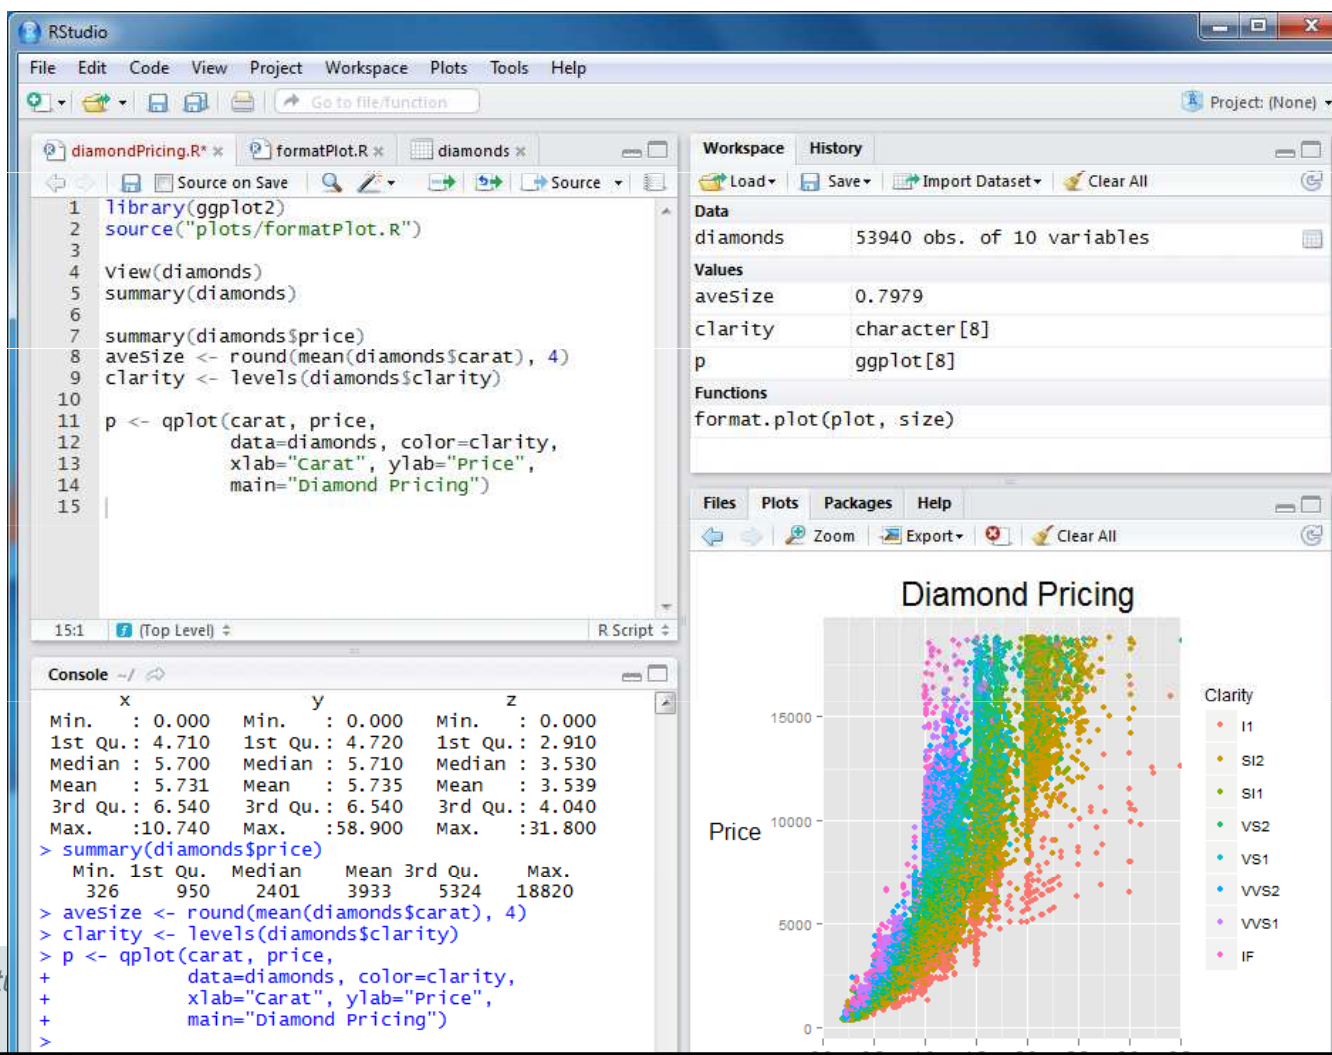 RStudio
File Edit Code View Project Workspace Plots Tools Help
Go to file/function
Project: (None)
diamondPricing.R* × formatPlot.R × diamonds ×
Source on Save Source
1 library(ggplot2)
2 source("plots/formatPlot.R")
3
4 View(diamonds)
5 summary(diamonds)
6
7 summary(diamonds$price)
8 aveSize <- round(mean(diamonds$carat), 4)
9 clarity <- levels(diamonds$clarity)
10
11 p <- qplot(carat, price,
12 data=diamonds, color=clarity,
13 xlab="Carat", ylab="Price",
14 main="Diamond Pricing")
15
15:1 (Top Level) R Script
Console ~/
x y z
Min. : 0.000 Min. : 0.000 Min. : 0.000
1st Qu.: 4.710 1st Qu.: 4.720 1st Qu.: 2.910
Median : 5.700 Median : 5.710 Median : 3.530
Mean : 5.731 Mean : 5.735 Mean : 3.539
3rd Qu.: 6.540 3rd Qu.: 6.540 3rd Qu.: 4.040
Max. :10.740 Max. :58.900 Max. :31.800
> summary(diamonds$price)
Min. 1st Qu. Median Mean 3rd Qu. Max.
326 950 2401 3933 5324 18820
> aveSize <- round(mean(diamonds$carat), 4)
> clarity <- levels(diamonds$clarity)
> p <- qplot(carat, price,
+ data=diamonds, color=clarity,
+ xlab="Carat", ylab="Price",
+ main="Diamond Pricing")
>
Workspace History
Load Save Import Dataset Clear All
Data
diamonds 53940 obs. of 10 variables
Values
aveSize 0.7979
clarity character[8]
p ggplot[8]
Functions
format.plot(plot, size)
Files Plots Packages Help
Zoom Export Clear All
Diamond Pricing
Price
15000
10000
5000
0
Clarity
I1
SI2
SI1
VS2
VS1
VVS2
VVS1
IF